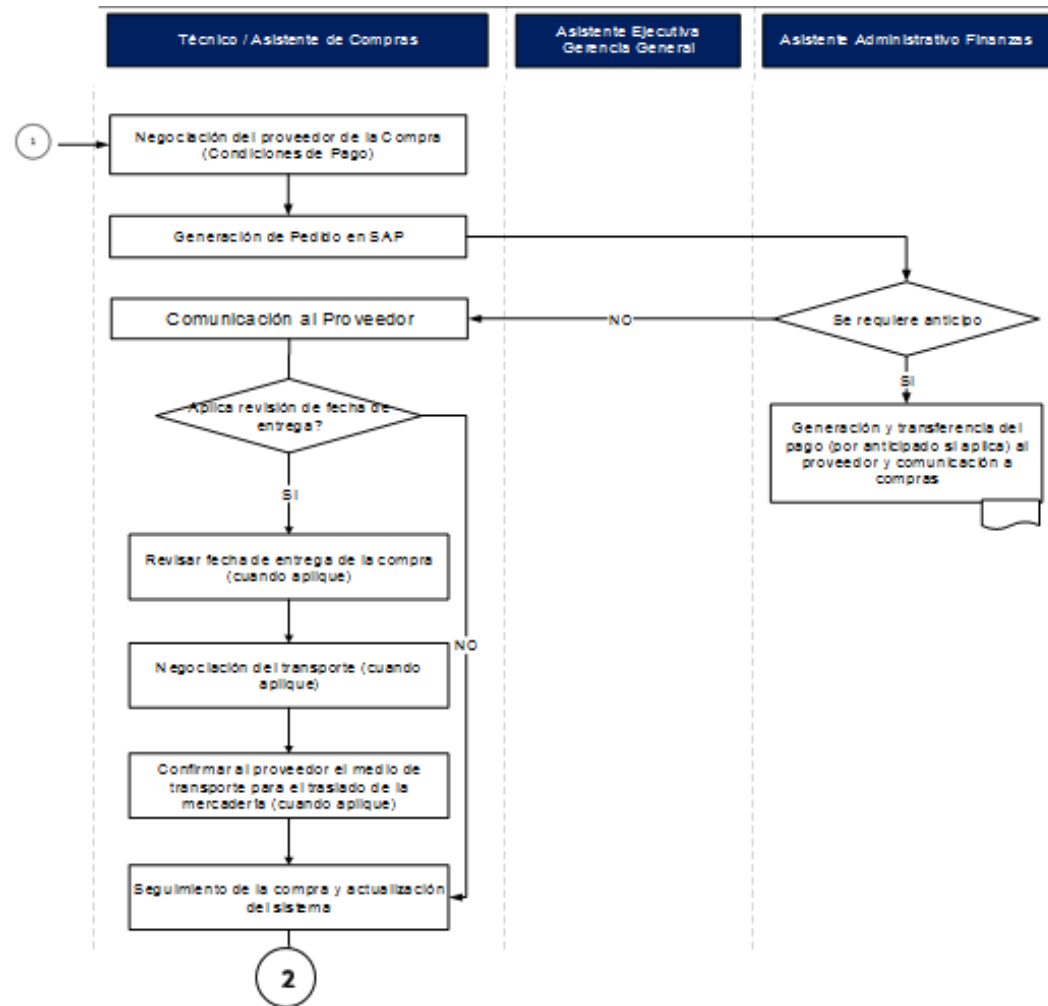 Técnico / Asistente de Compras
Asistente Ejecutiva
Gerencia General
Asistente Administrativo Finanzas
1
Negociación del proveedor de la Compra
(Condiciones de Pago)
Generación de Pedido en SAP
Comunicación al Proveedor
NO
Se requiere anticipo
SI
Aplica revisión de fecha de
entrega?
Generación y transferencia del
pago (por anticipado si aplica) al
proveedor y comunicación a
compras
SI
Revisar fecha de entrega de la compra
(cuando aplique)
NO
Negociación del transporte (cuando
aplique)
Confirmar al proveedor el medio de
transporte para el traslado de la
mercadería (cuando aplique)
Seguimiento de la compra y actualización
del sistema
2